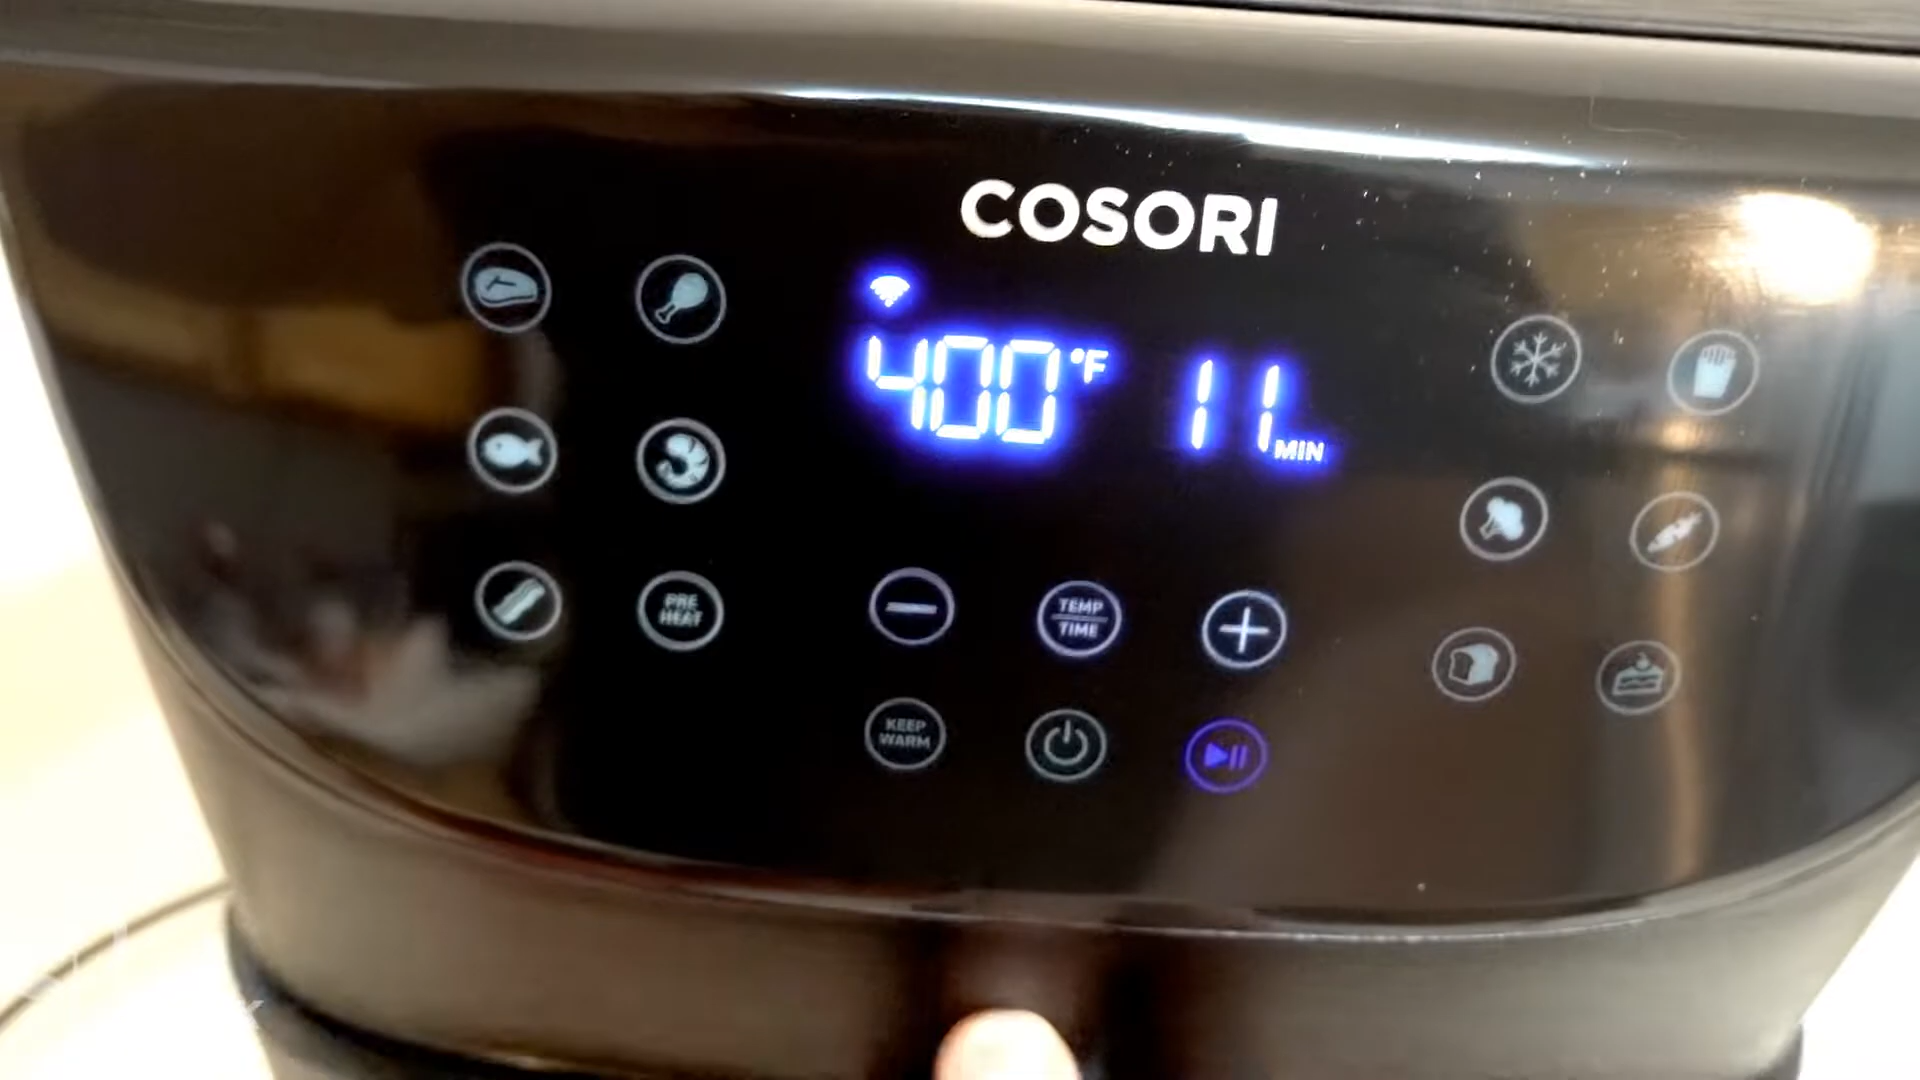 COSORI
400°F 11 MIN
PRE
HEAT
TEMP
TIME
KEEP
WARM